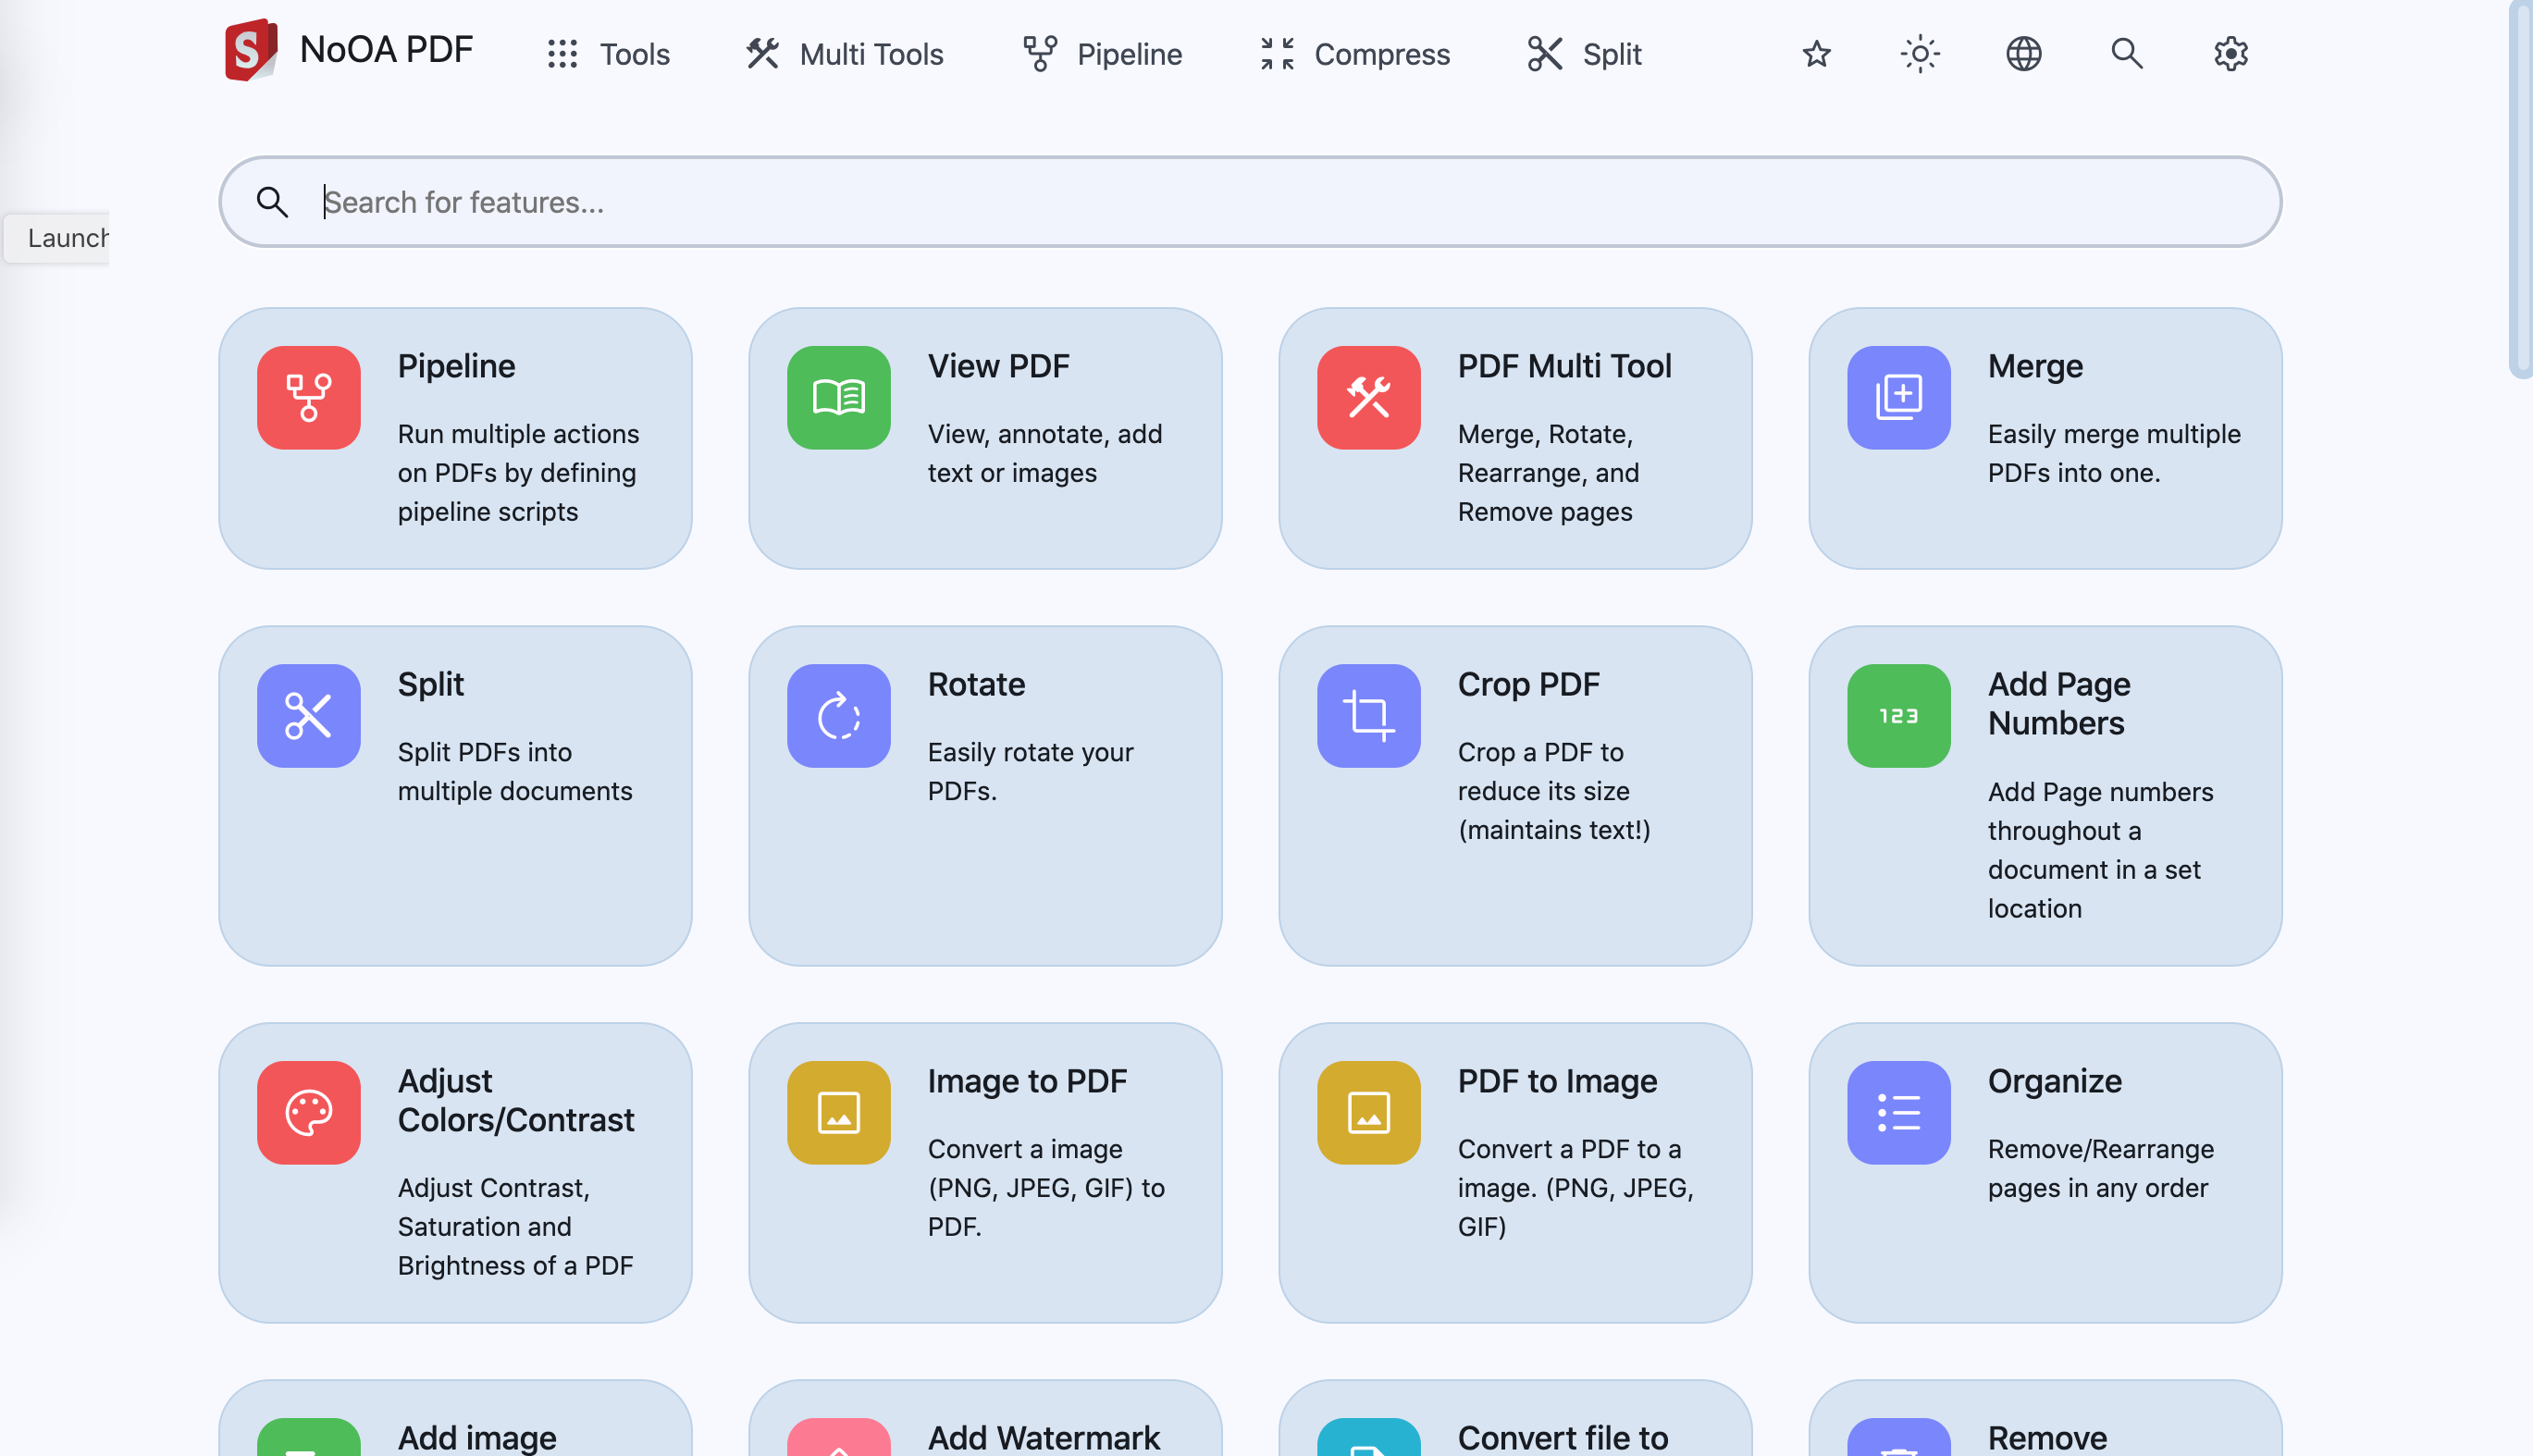 NoOA PDF
Tools
Multi Tools
Pipeline
Compress
Split
Search for features...
Launch
Pipeline
Run multiple actions
on PDFs by defining
pipeline scripts
View PDF
View, annotate, add
text or images
PDF Multi Tool
Merge, Rotate,
Rearrange, and
Remove pages
Merge
Easily merge multiple
PDFs into one.
Split
Split PDFs into
multiple documents
Rotate
Easily rotate your
PDFs.
Crop PDF
Crop a PDF to
reduce its size
(maintains text!)
123
Add Page
Numbers
Add Page numbers
throughout a
document in a set
location
Adjust
Colors/Contrast
Adjust Contrast,
Saturation and
Brightness of a PDF
Image to PDF
Convert a image
(PNG, JPEG, GIF) to
PDF.
PDF to Image
Convert a PDF to a
image. (PNG, JPEG,
GIF)
Organize
Remove/Rearrange
pages in any order
Add image
Add Watermark
Convert file to
Remove